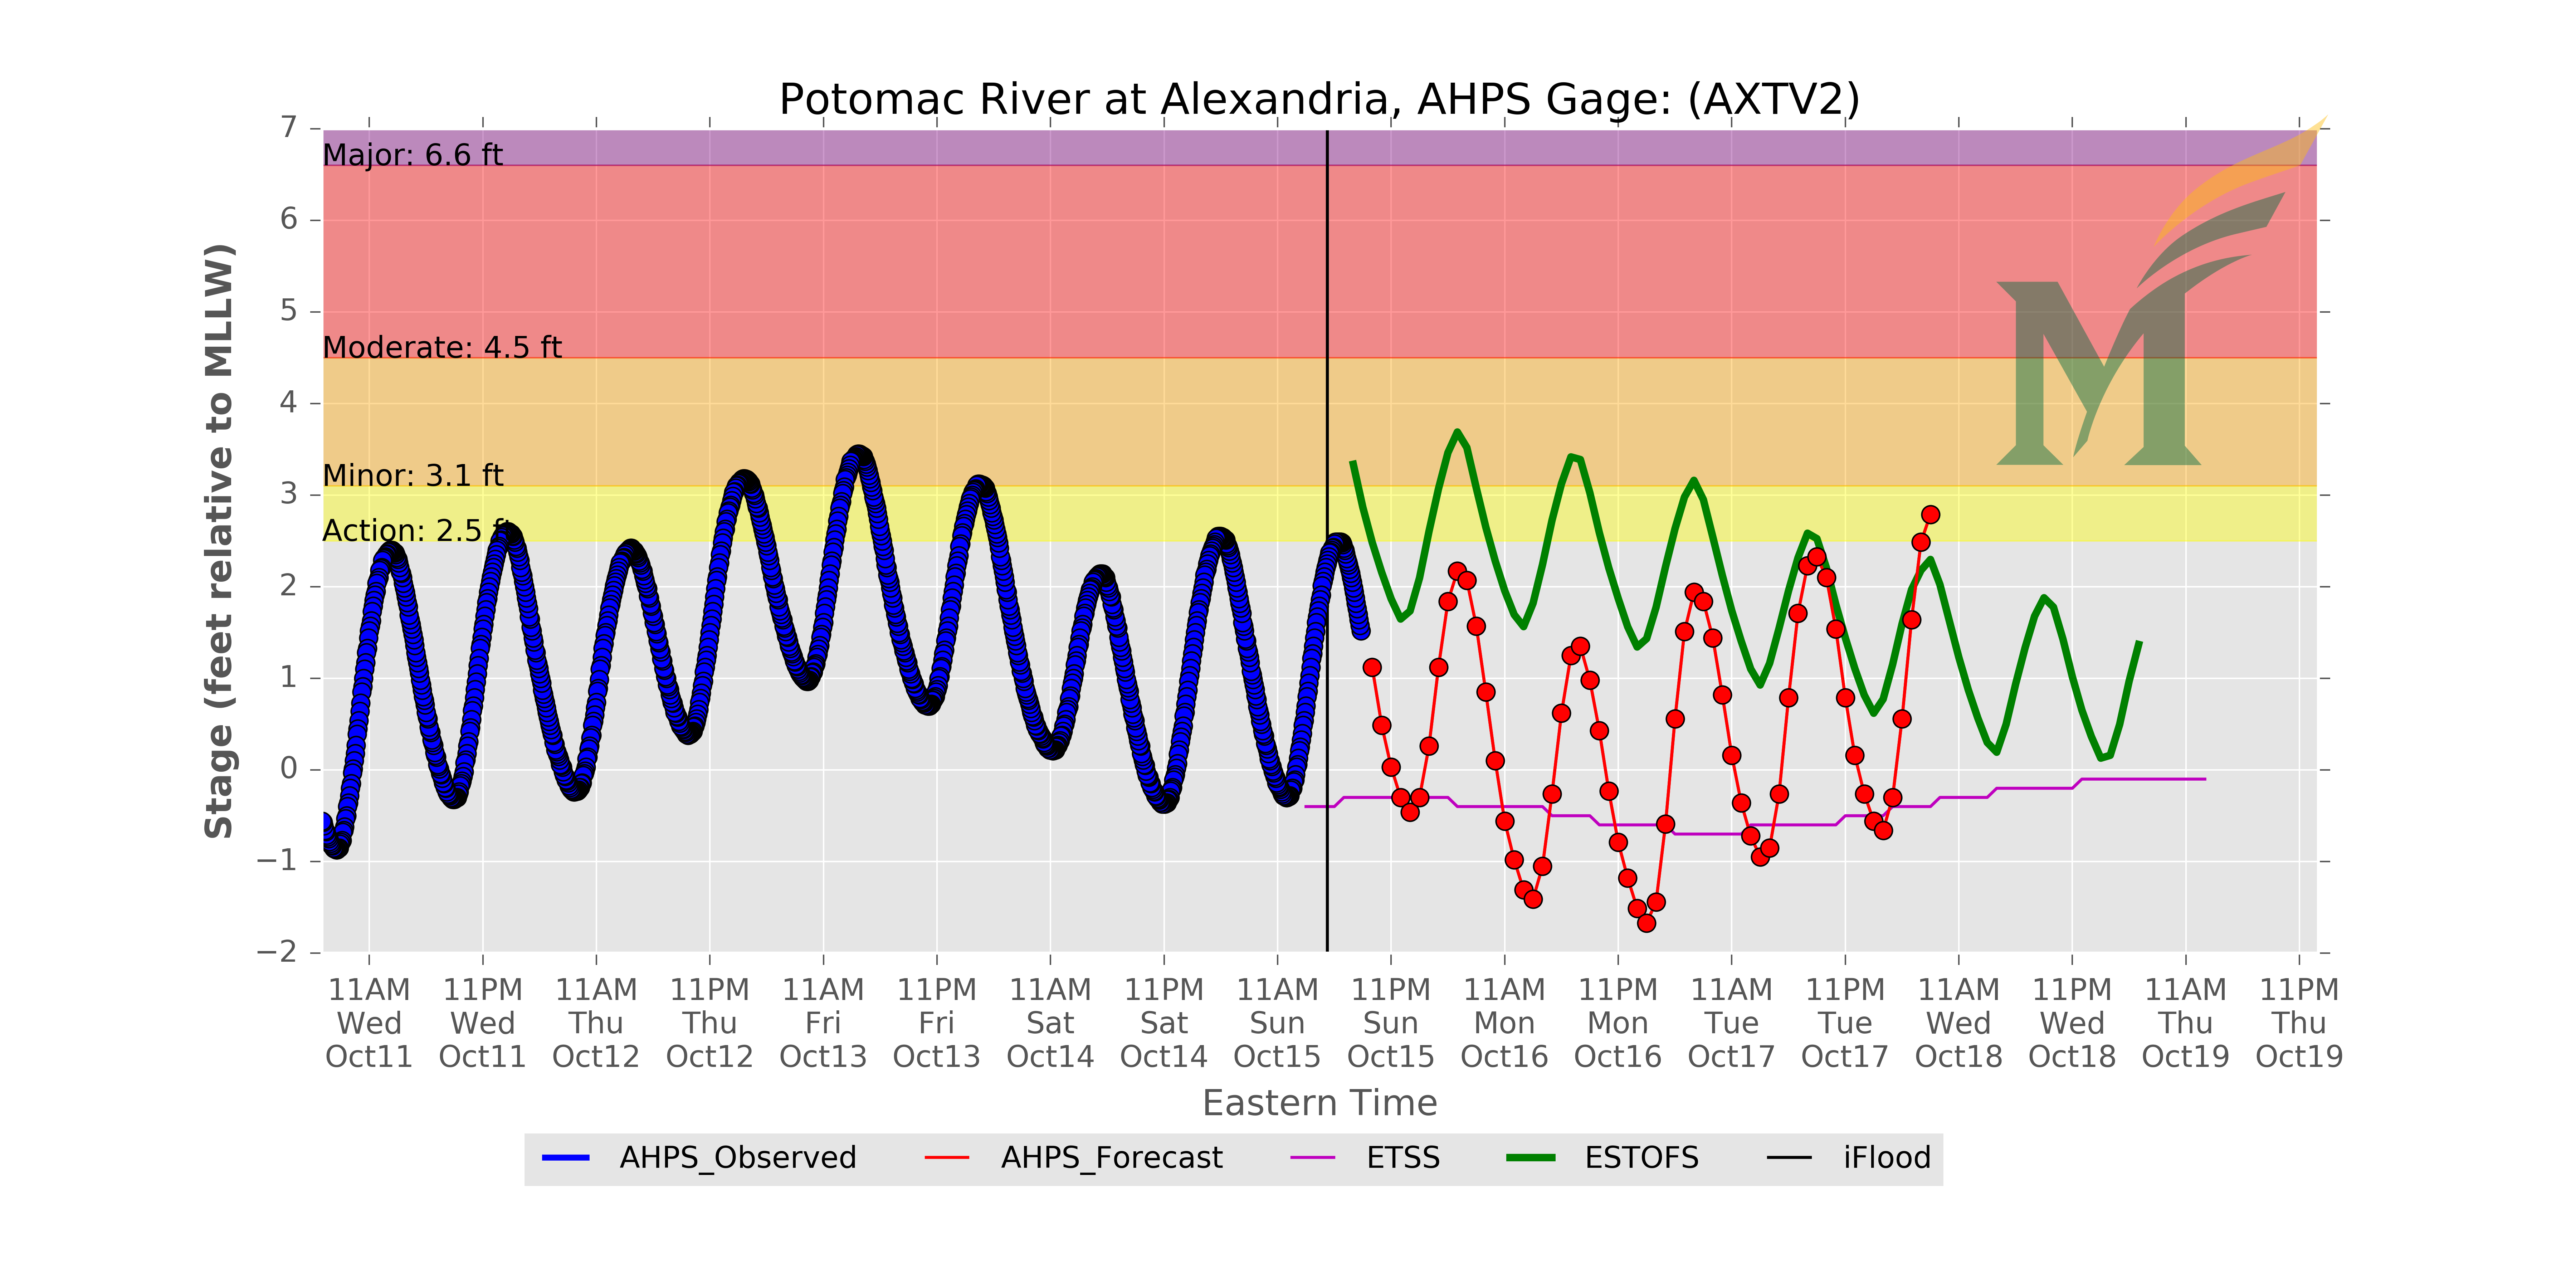 Potomac River at Alexandria, AHPS Gage: (AXTV2)
7
6
5
4
3
2
1
0
−1
−2
Stage (feet relative to MLLW)
Major: 6.6 ft
Moderate: 4.5 ft
Minor: 3.1 ft
Action: 2.5 ft
M
11AM 11PM 11AM 11PM 11AM 11PM 11AM 11PM 11AM 11PM 11AM 11PM 11AM 11PM 11AM 11PM 11AM 11PM
Wed Wed Thu Thu Fri Fri Sat Sat Sun Sun Mon Mon Tue Tue Wed Wed Thu Thu
Oct11 Oct11 Oct12 Oct12 Oct13 Oct13 Oct14 Oct14 Oct15 Oct15 Oct16 Oct16 Oct17 Oct17 Oct18 Oct18 Oct19 Oct19
Eastern Time
AHPS_Observed AHPS_Forecast ETSS ESTOFS iFlood